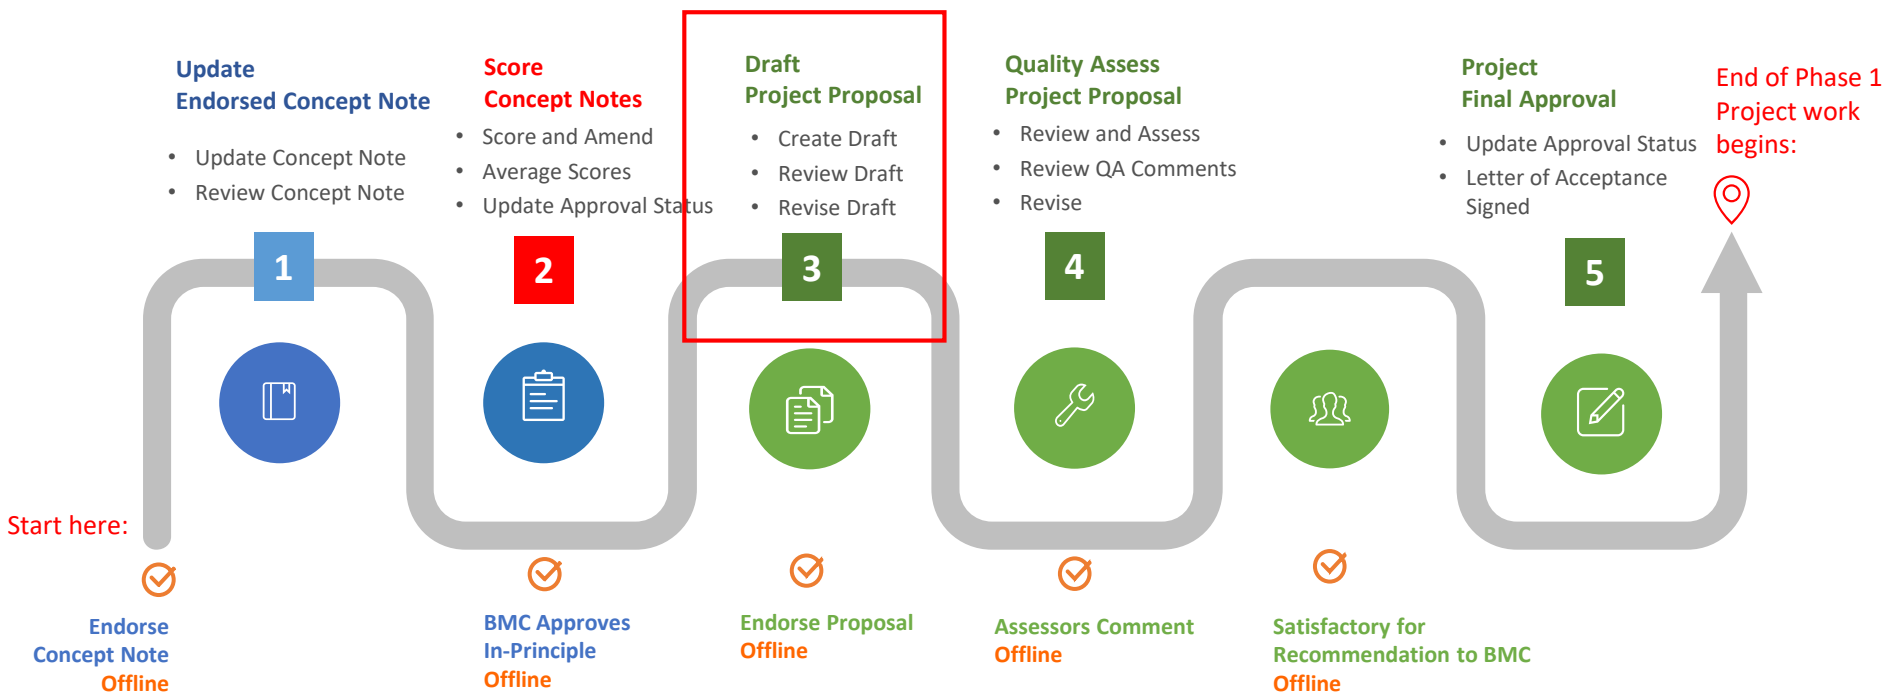 Update
Endorsed Concept Note
• Update Concept Note
• Review Concept Note
1
Score
Concept Notes
• Score and Amend
• Average Scores
• Update Approval Status
2
Draft
Project Proposal
• Create Draft
• Review Draft
• Revise Draft
3
Quality Assess
Project Proposal
• Review and Assess
• Review QA Comments
• Revise
4
Project
Final Approval
• Update Approval Status
• Letter of Acceptance
Signed
5
End of Phase 1
Project work
begins:
Start here:
Endorse
Concept Note
Offline
BMC Approves
In-Principle
Offline
Endorse Proposal
Offline
Assessors Comment
Offline
Satisfactory for
Recommendation to BMC
Offline